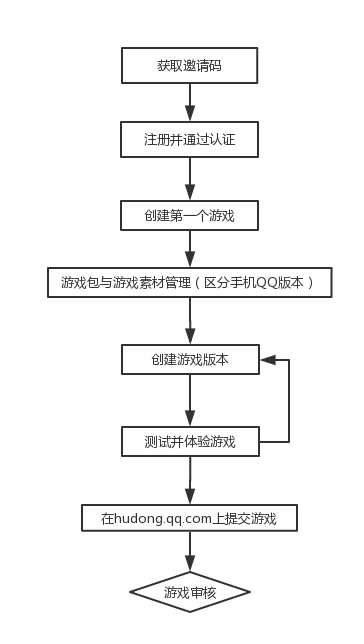 获取邀请码
注册并通过认证
创建第一个游戏
游戏包与游戏素材管理（区分手机QQ版本）
创建游戏版本
测试并体验游戏
在hudong.qq.com上提交游戏
游戏审核